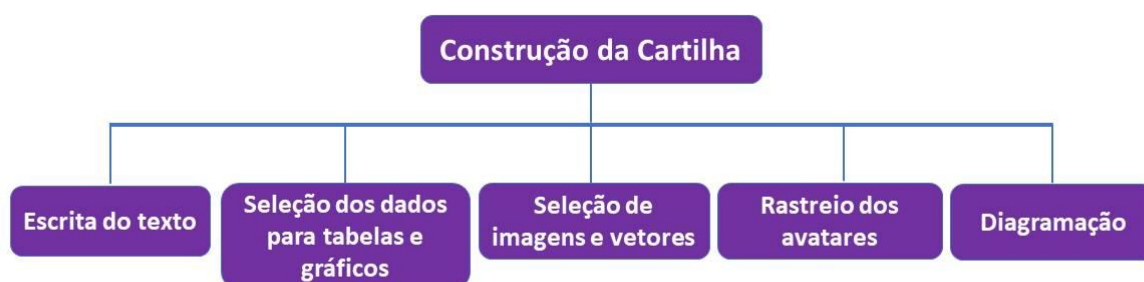 Construção da Cartilha
Escrita do texto
Seleção dos dados
para tabelas e
gráficos
Seleção de
imagens e vetores
Rastreio dos
avatares
Diagramação